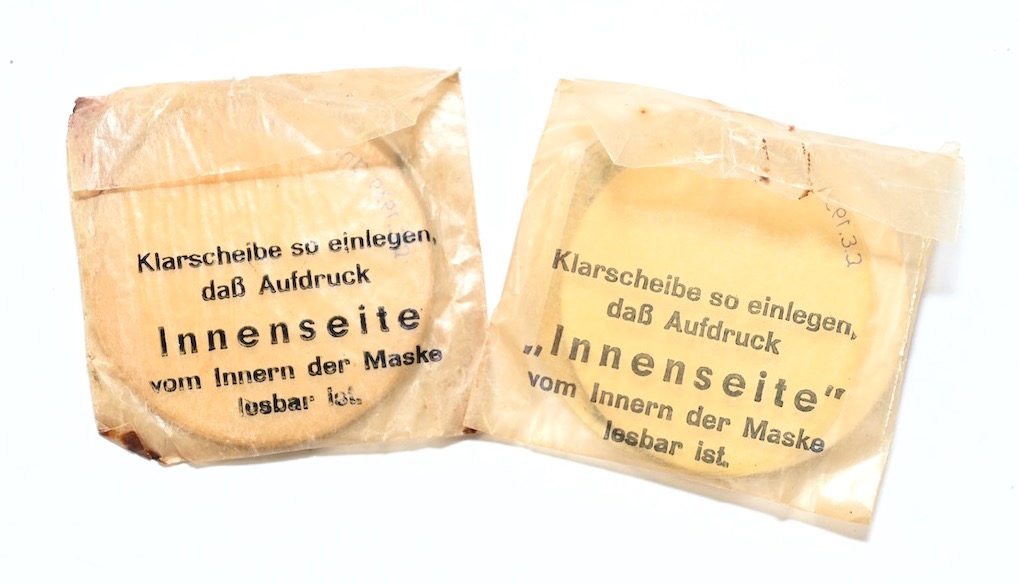 Klarscheibe so einlegen,
daß Aufdruck
Innenseite
vom Innern der Maske
lesbar ist.
Klarscheibe so einlegen,
daß Aufdruck
„Innenseite”
vom Innern der Maske
lesbar ist.